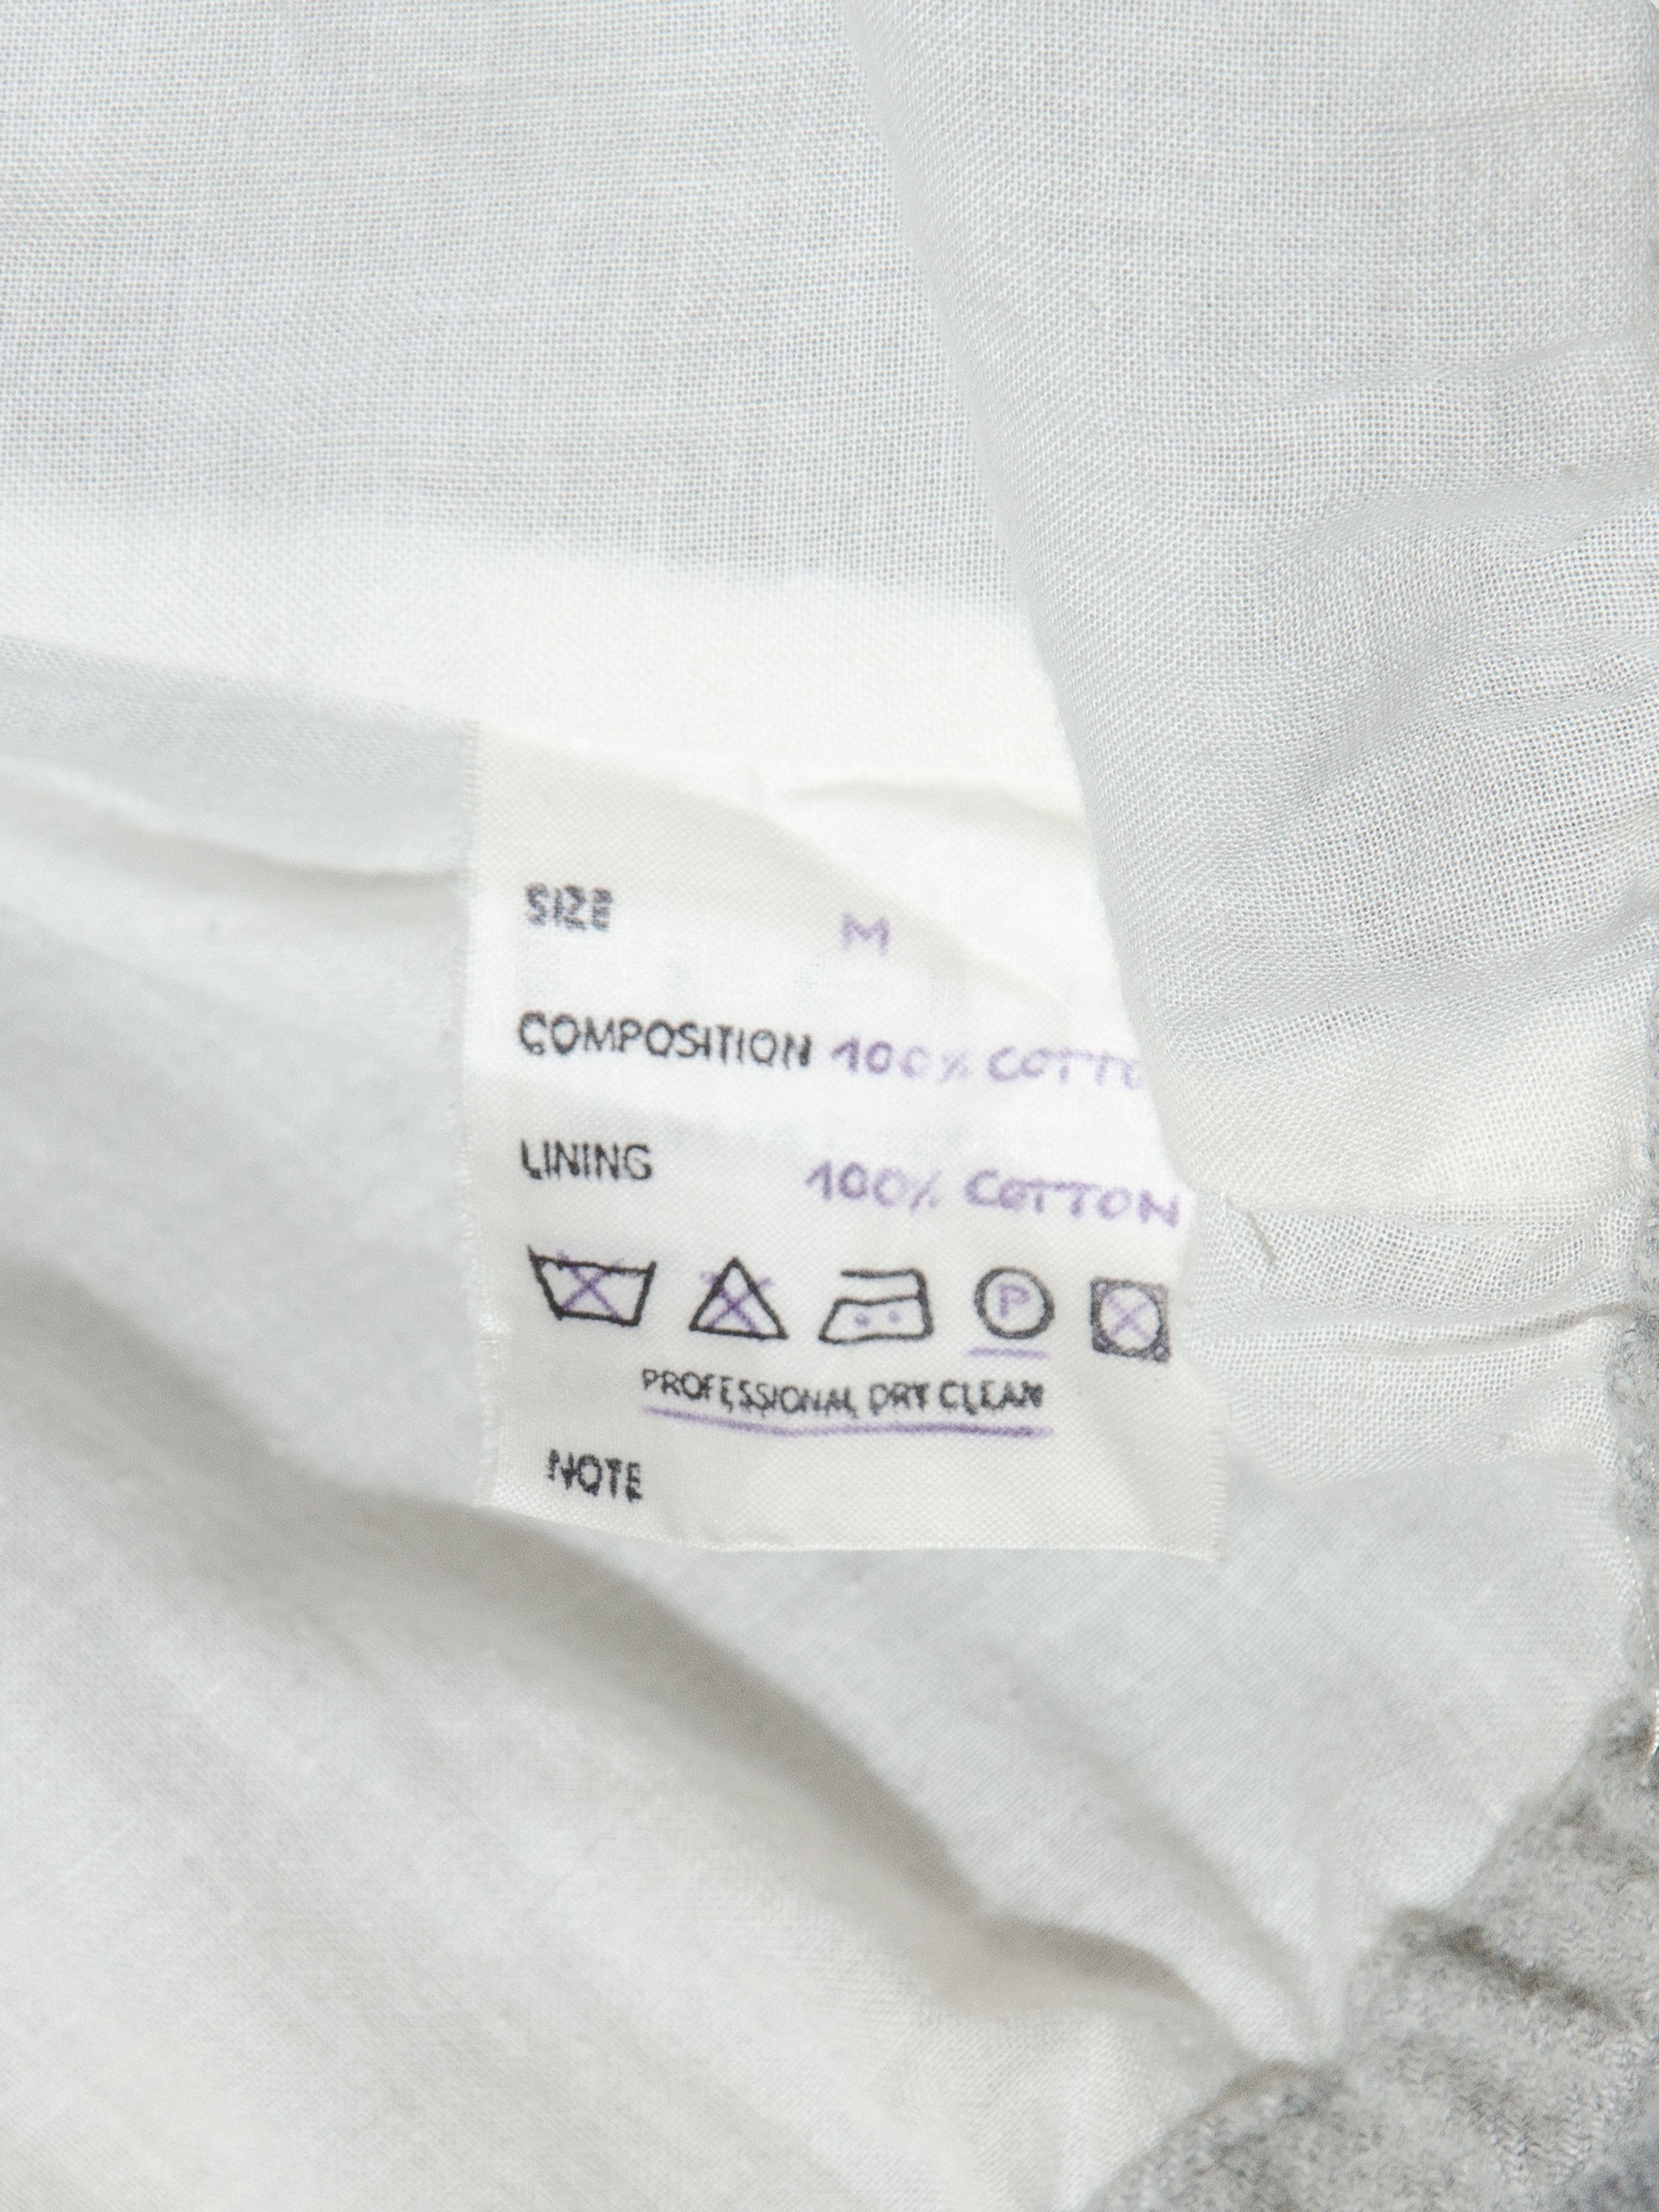 SIZE M
COMPOSITION 100% COTTO
LINING 100% COTTON
P
PROFESSIONAL DRY CLEAN
NOTE